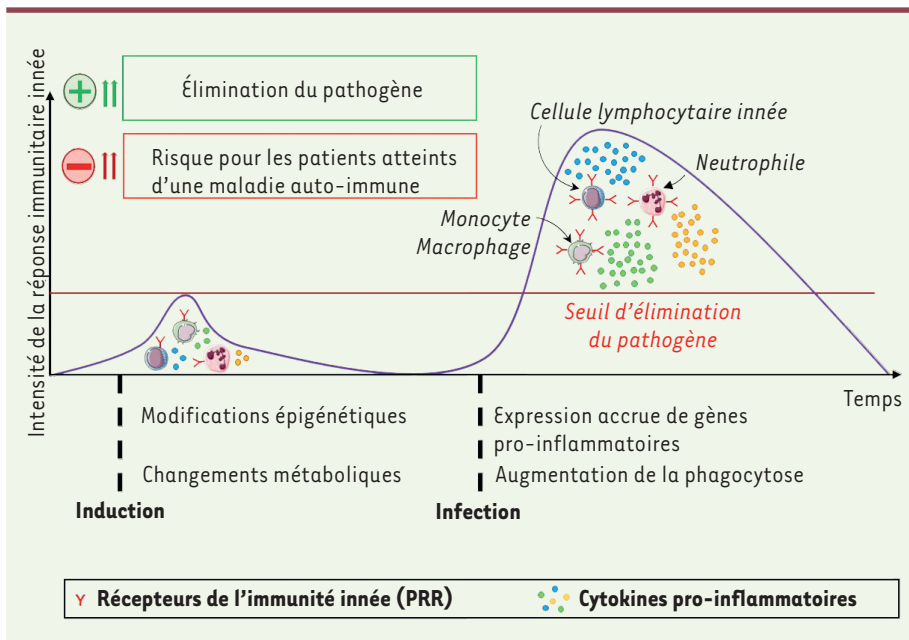 Intensité de la réponse immunitaire innée
Élimination du pathogène
Risque pour les patients atteints
d'une maladie auto-immune
Cellule lymphocytaire innée
Neutrophile
Monocyte
Macrophage
Seuil d'élimination
du pathogène
Temps
Modifications épigénétiques
Changements métaboliques
Induction
Expression accrue de gènes
pro-inflammatoires
Augmentation de la phagocytose
Infection
Récepteurs de l'immunité innée (PRR)
Cytokines pro-inflammatoires